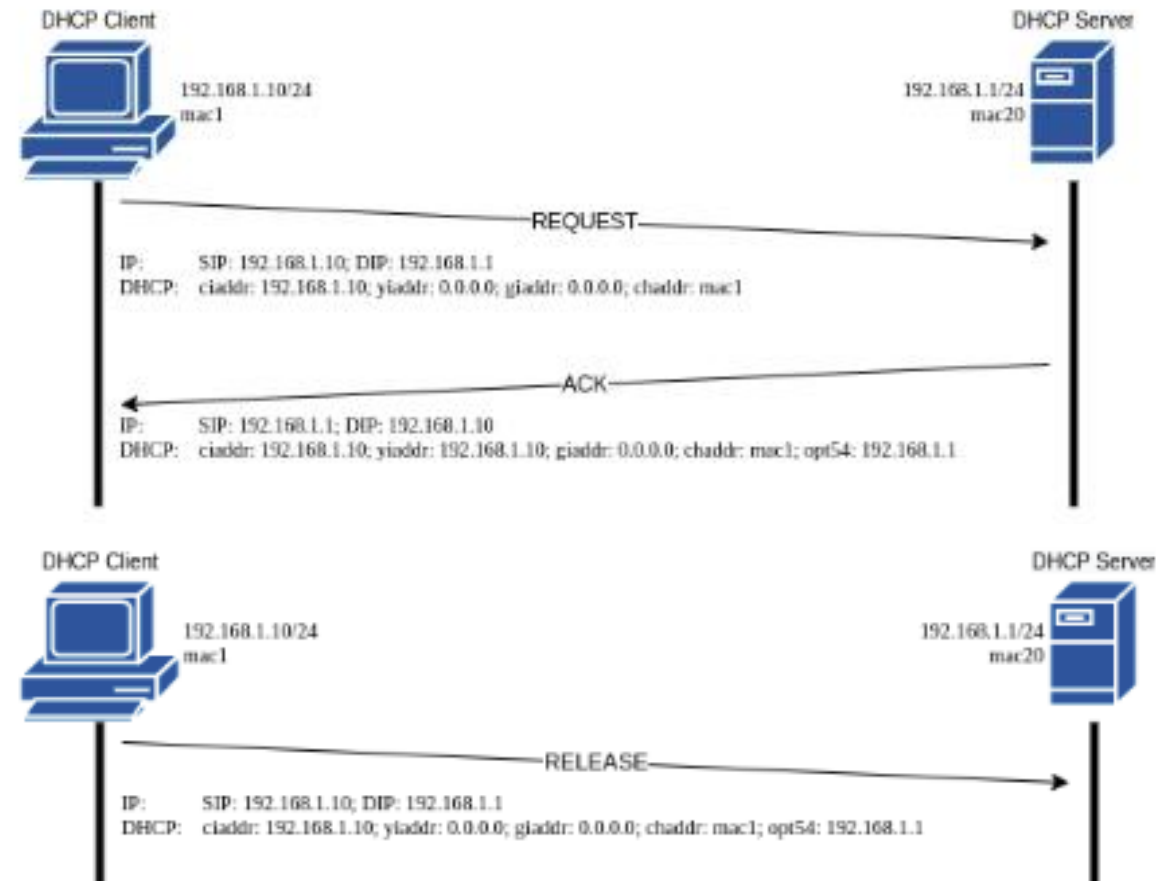 DHCP Client
DHCP Server
192.168.1.10/24
mac1
192.168.1.1/24
mac20
REQUEST
IP: SIP: 192.168.1.10; DIP: 192.168.1.1
DHCP: ciaddr: 192.168.1.10; yiaddr: 0.0.0.0; giaddr: 0.0.0.0; chaddr: mac1
ACK
IP: SIP: 192.168.1.1; DIP: 192.168.1.10
DHCP: ciaddr: 192.168.1.10; yiaddr: 192.168.1.10; giaddr: 0.0.0.0; chaddr: mac1; opt54: 192.168.1.1
DHCP Client
DHCP Server
192.168.1.10/24
mac1
192.168.1.1/24
mac20
RELEASE
IP: SIP: 192.168.1.10; DIP: 192.168.1.1
DHCP: ciaddr: 192.168.1.10; yiaddr: 0.0.0.0; giaddr: 0.0.0.0; chaddr: mac1; opt54: 192.168.1.1